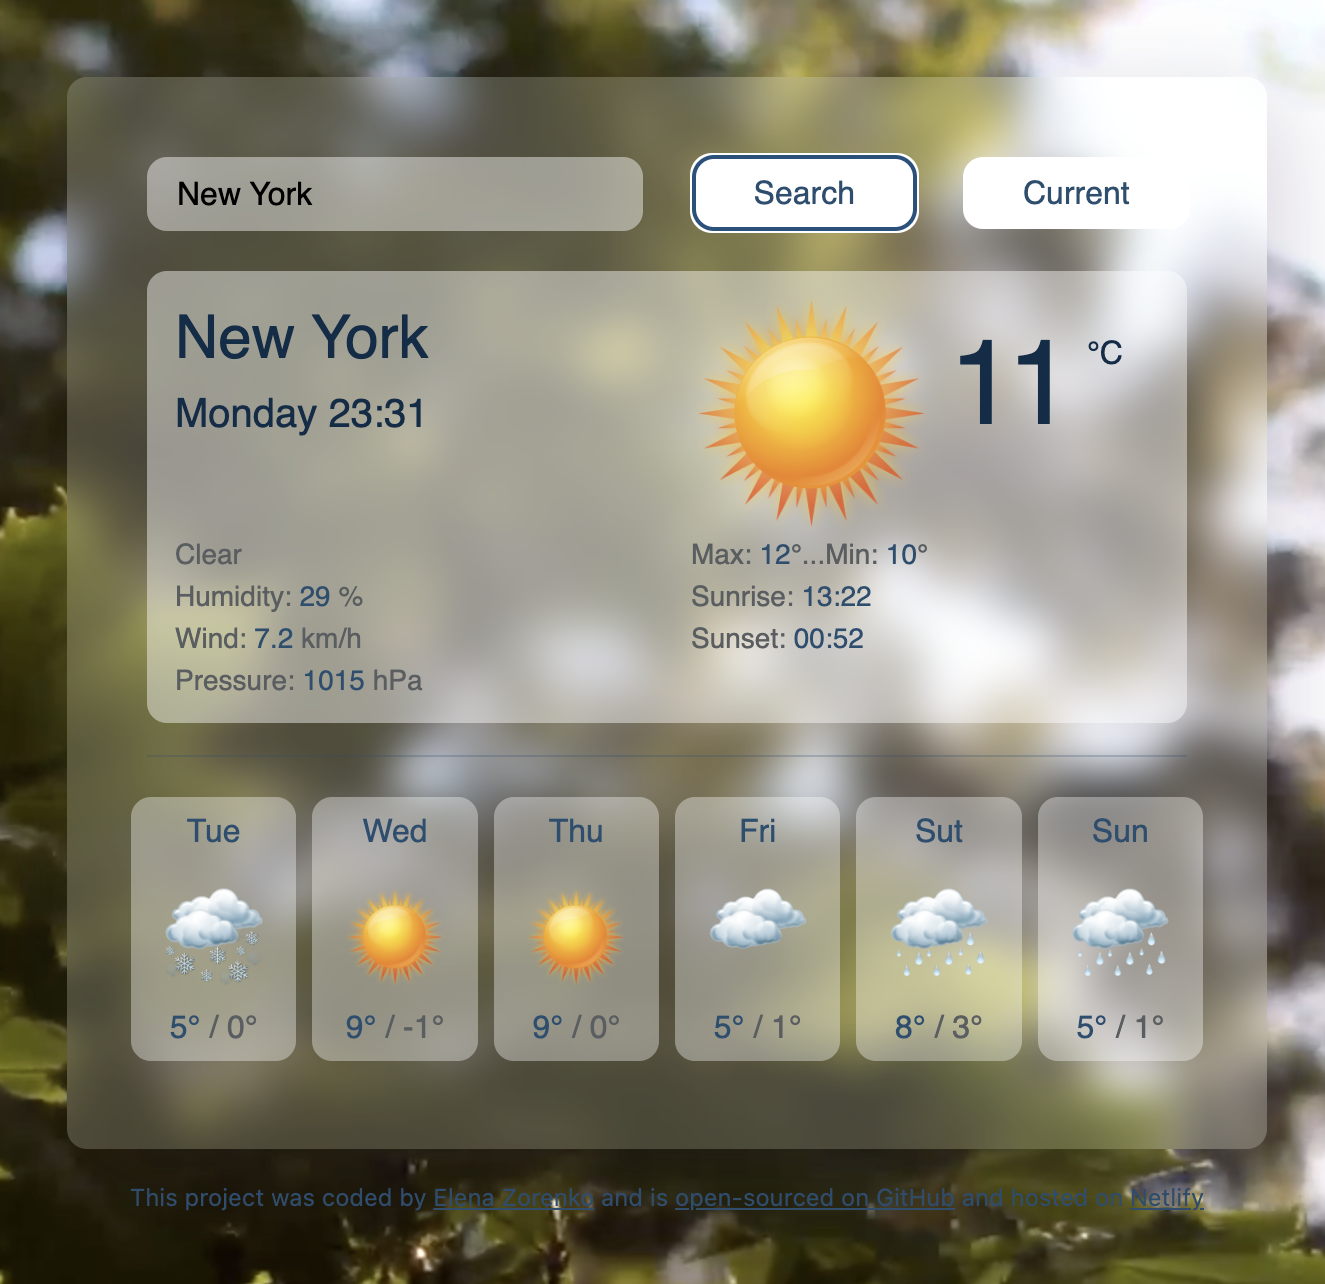 New York
Search
Current
New York
Monday 23:31
11 °C
Clear
Humidity: 29 %
Wind: 7.2 km/h
Pressure: 1015 hPa
Max: 12°...Min: 10°
Sunrise: 13:22
Sunset: 00:52
Tue
5° / 0°
Wed
9° / -1°
Thu
9° / 0°
Fri
5° / 1°
Sut
8° / 3°
Sun
5° / 1°
This project was coded by Elena Zorenko and is open-sourced on GitHub and hosted on Netlify